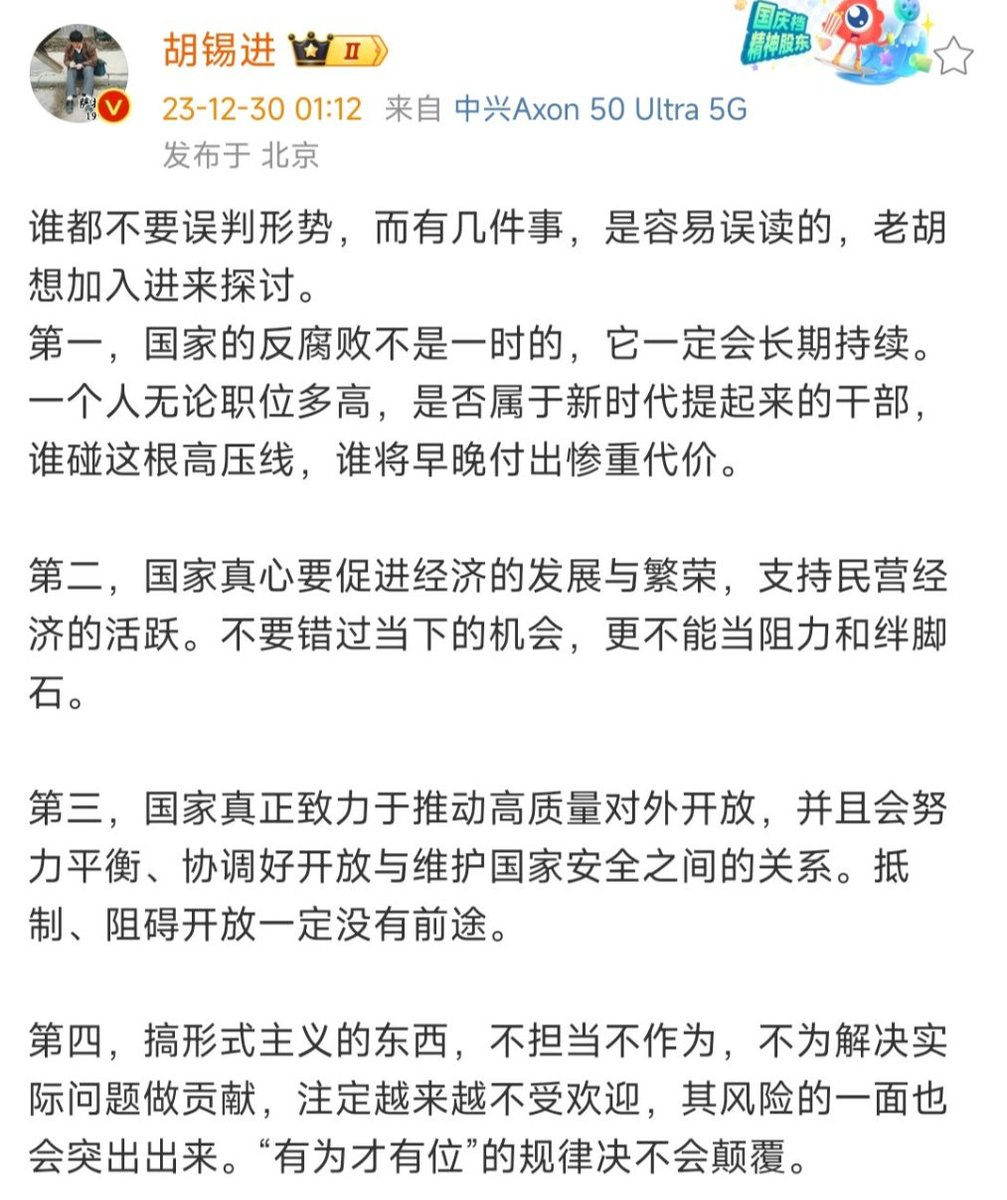 国庆档
精神股东
胡锡进 II
23-12-30 01:12 来自 中兴Axon 50 Ultra 5G
发布于 北京
谁都不要误判形势，而有几件事，是容易误读的，老胡
想加入进来探讨。
第一，国家的反腐败不是一时的，它一定会长期持续。
一个人无论职位多高，是否属于新时代提起来的干部，
谁碰这根高压线，谁将早晚付出惨重代价。
第二，国家真心要促进经济的发展与繁荣，支持民营经
济的活跃。不要错过当下的机会，更不能当阻力和绊脚
石。
第三，国家真正致力于推动高质量对外开放，并且会努
力平衡、协调好开放与维护国家安全之间的关系。抵
制、阻碍开放一定没有前途。
第四，搞形式主义的东西，不担当不作为，不为解决实
际问题做贡献，注定越来越不受欢迎，其风险的一面也
会突出出来。“有为才有位”的规律决不会颠覆。